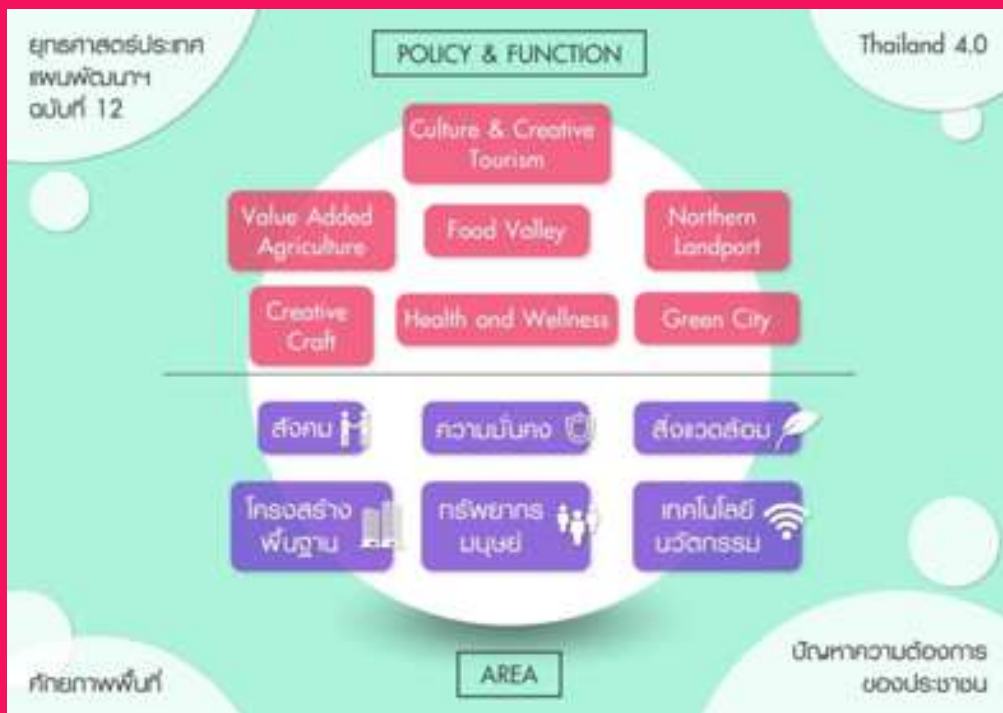 ยุทธศาสตร์ประเทศ
แผนพัฒนาฯ
ฉบับที่ 12
POLICY & FUNCTION
Thailand 4.0
Culture & Creative
Tourism
Value Added
Agriculture
Food Valley
Northern
Landport
Creative
Craft
Health and Wellness
Green City
สังคม
ความมั่นคง
สิ่งแวดล้อม
โครงสร้าง
พื้นฐาน
ทรัพยากร
มนุษย์
เทคโนโลยี
นวัตกรรม
ศักยภาพพื้นที่
AREA
ปัญหาความต้องการ
ของประชาชน